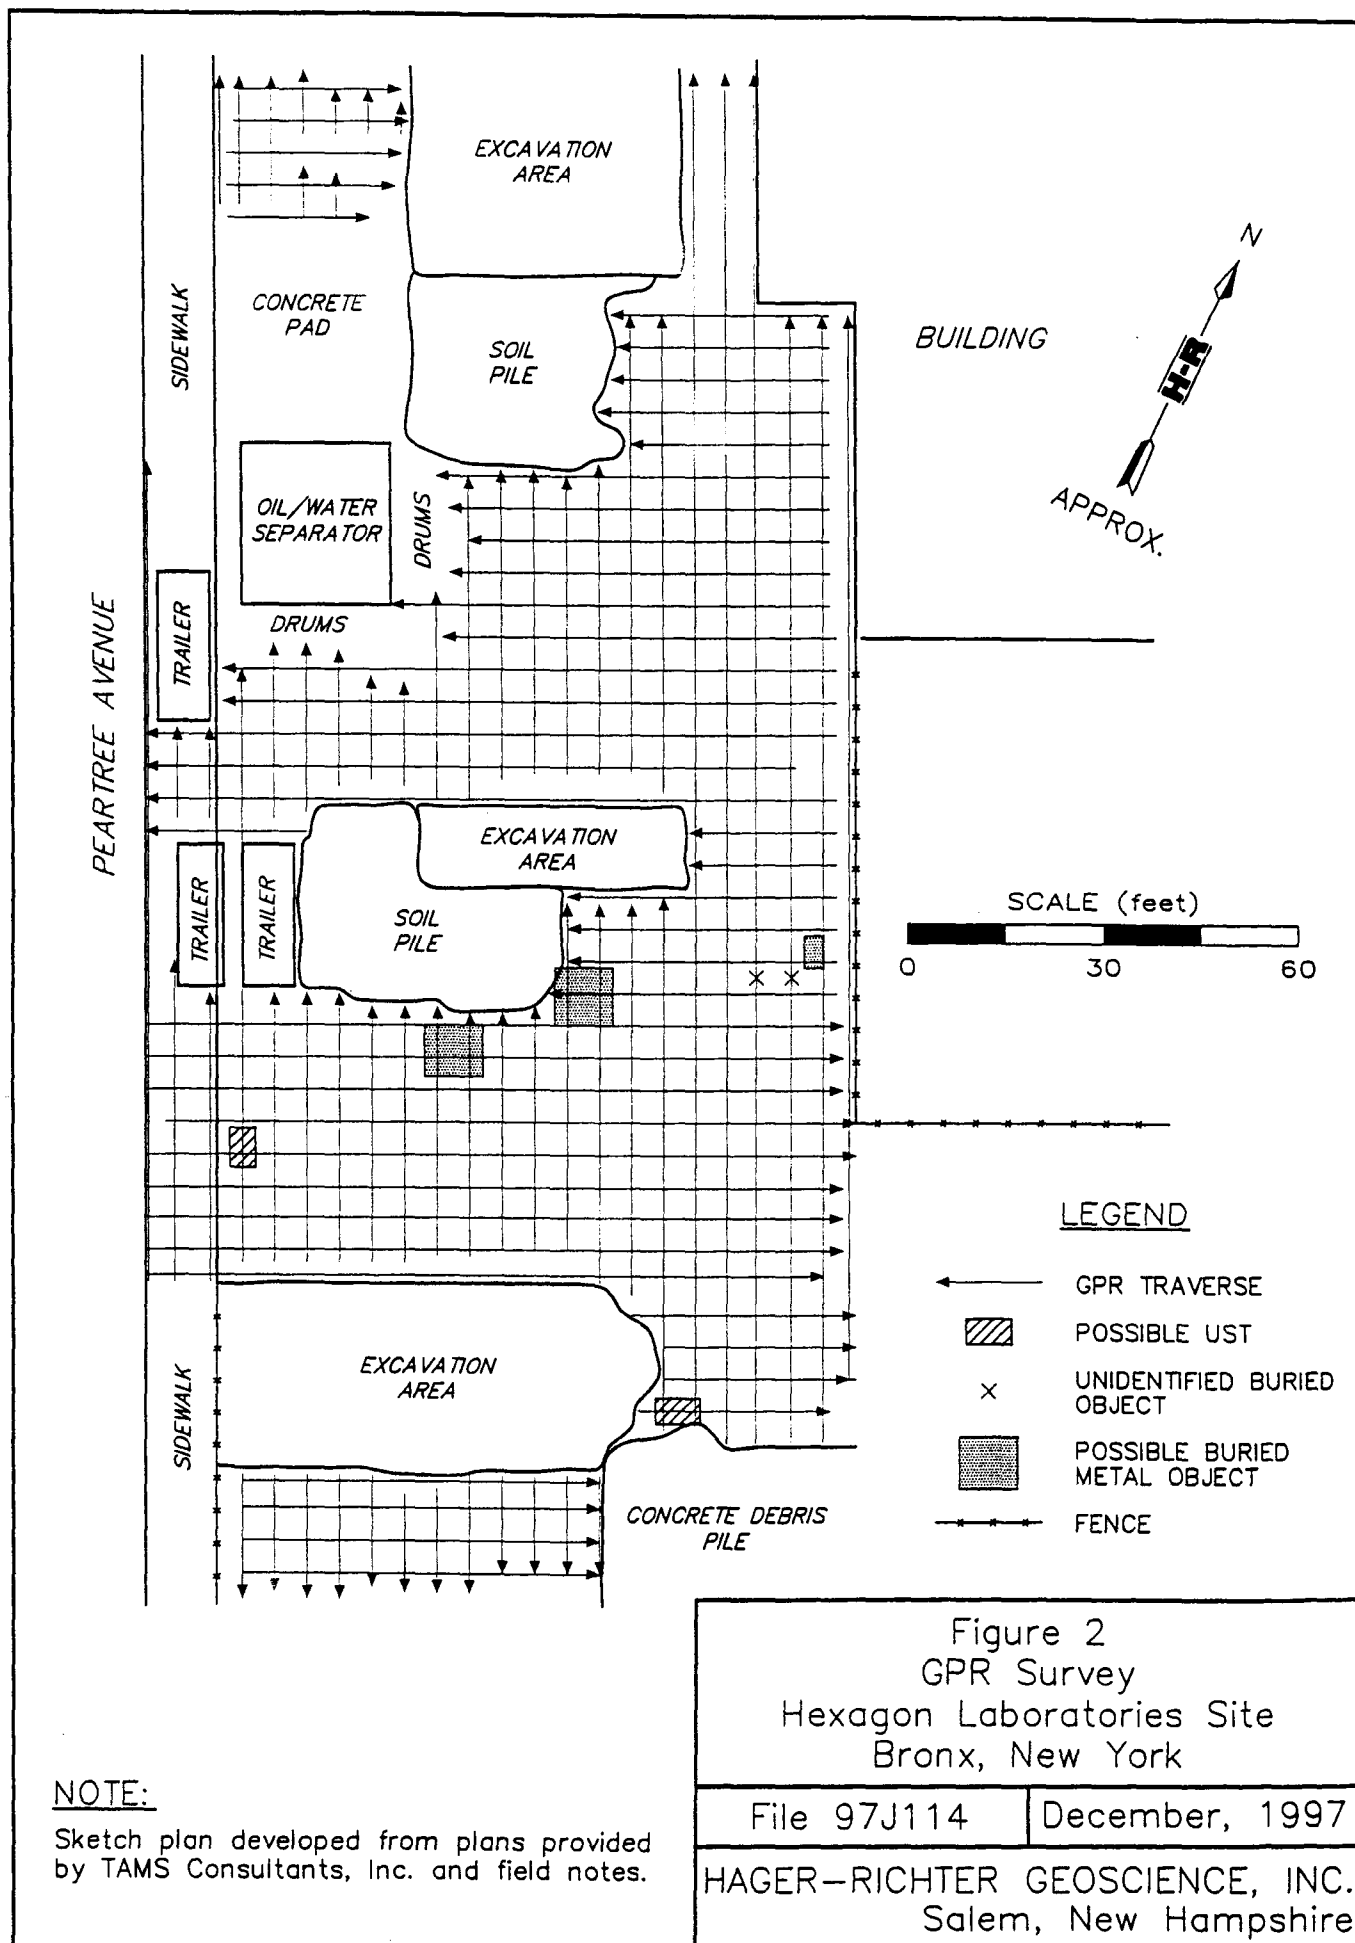 EXCAVATION
AREA
N
SIDEWALK
CONCRETE
PAD
SOIL
PILE
BUILDING
H-R
APPROX.
OIL/WATER
SEPARATOR
DRUMS
DRUMS
TRAILER
PEARTREE AVENUE
EXCAVATION
AREA
TRAILER
TRAILER
SOIL
PILE
SCALE (feet)
0 30 60
LEGEND
GPR TRAVERSE
POSSIBLE UST
UNIDENTIFIED BURIED
OBJECT
POSSIBLE BURIED
METAL OBJECT
FENCE
EXCAVATION
AREA
SIDEWALK
CONCRETE DEBRIS
PILE
Figure 2
GPR Survey
Hexagon Laboratories Site
Bronx, New York
File 97J114
December, 1997
HAGER-RICHTER GEOSCIENCE, INC.
Salem, New Hampshire
NOTE:
Sketch plan developed from plans provided
by TAMS Consultants, Inc. and field notes.